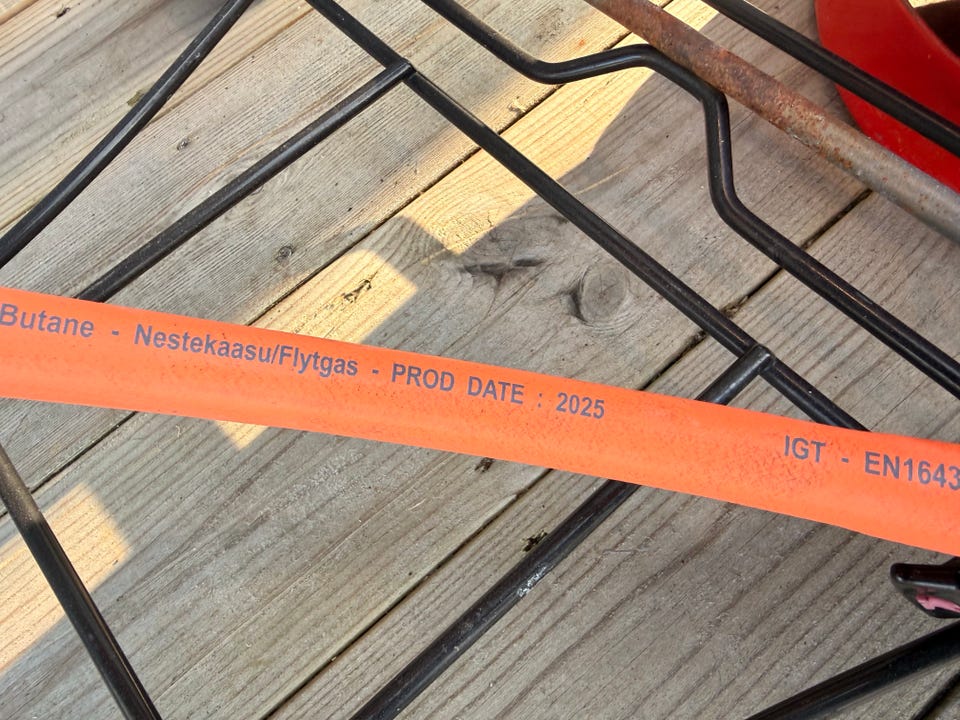 Butane - Nestekaasu/Flytgas - PROD DATE : 2025 IGT - EN1643